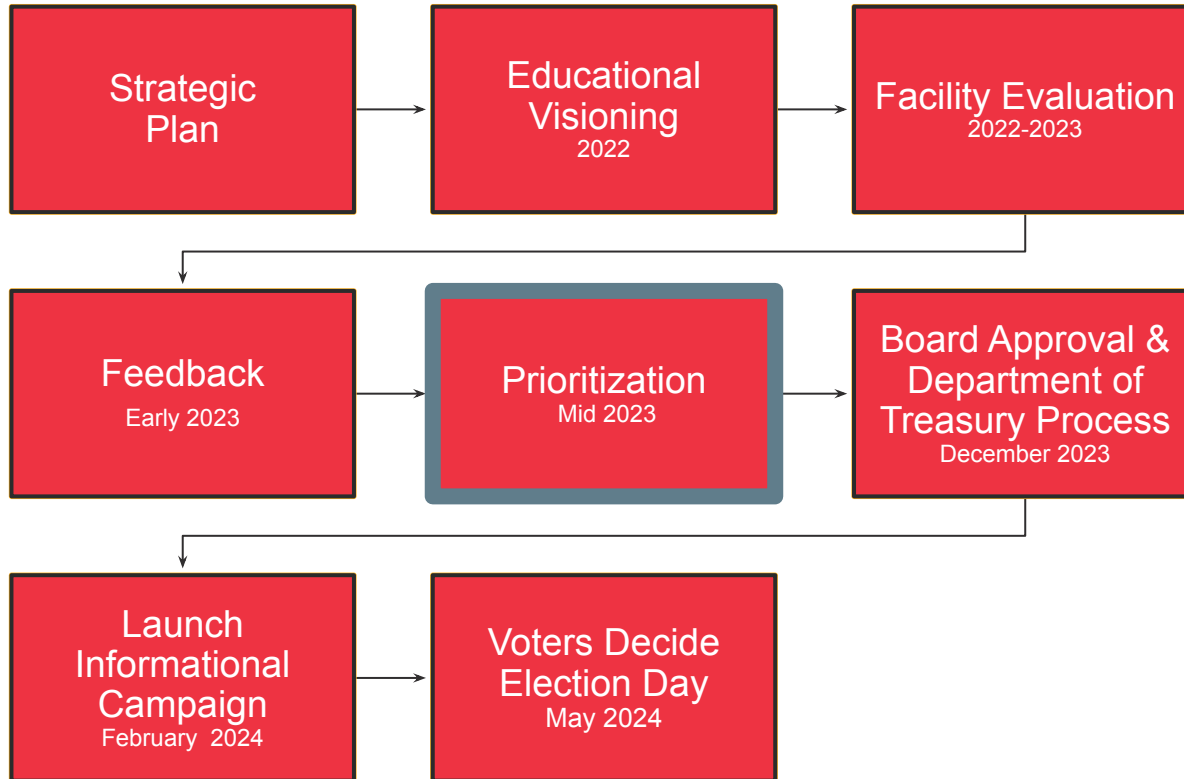 Strategic
Plan
Educational
Visioning
2022
Facility Evaluation
2022-2023
Feedback
Early 2023
Prioritization
Mid 2023
Board Approval &
Department of
Treasury Process
December 2023
Launch
Informational
Campaign
February 2024
Voters Decide
Election Day
May 2024